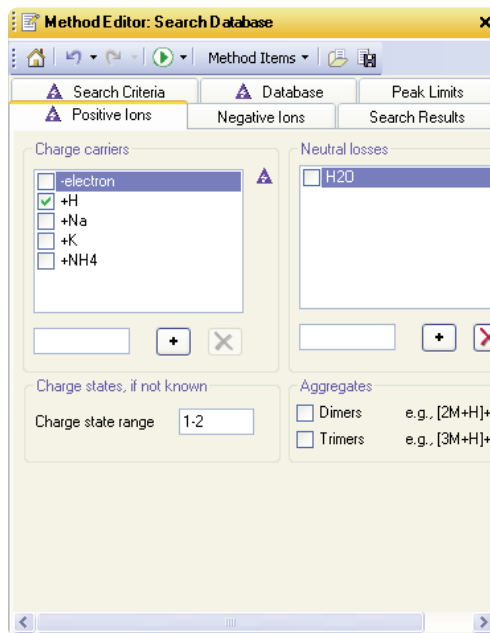 Method Editor: Search Database
Method Items
Search Criteria
Database
Peak Limits
Positive Ions
Negative Ions
Search Results
Charge carriers
-electron
+H
+Na
+K
+NH4
Neutral losses
H2O
Charge states, if not known
Charge state range 1-2
Aggregates
Dimers e.g., [2M+H]+
Trimers e.g., [3M+H]+